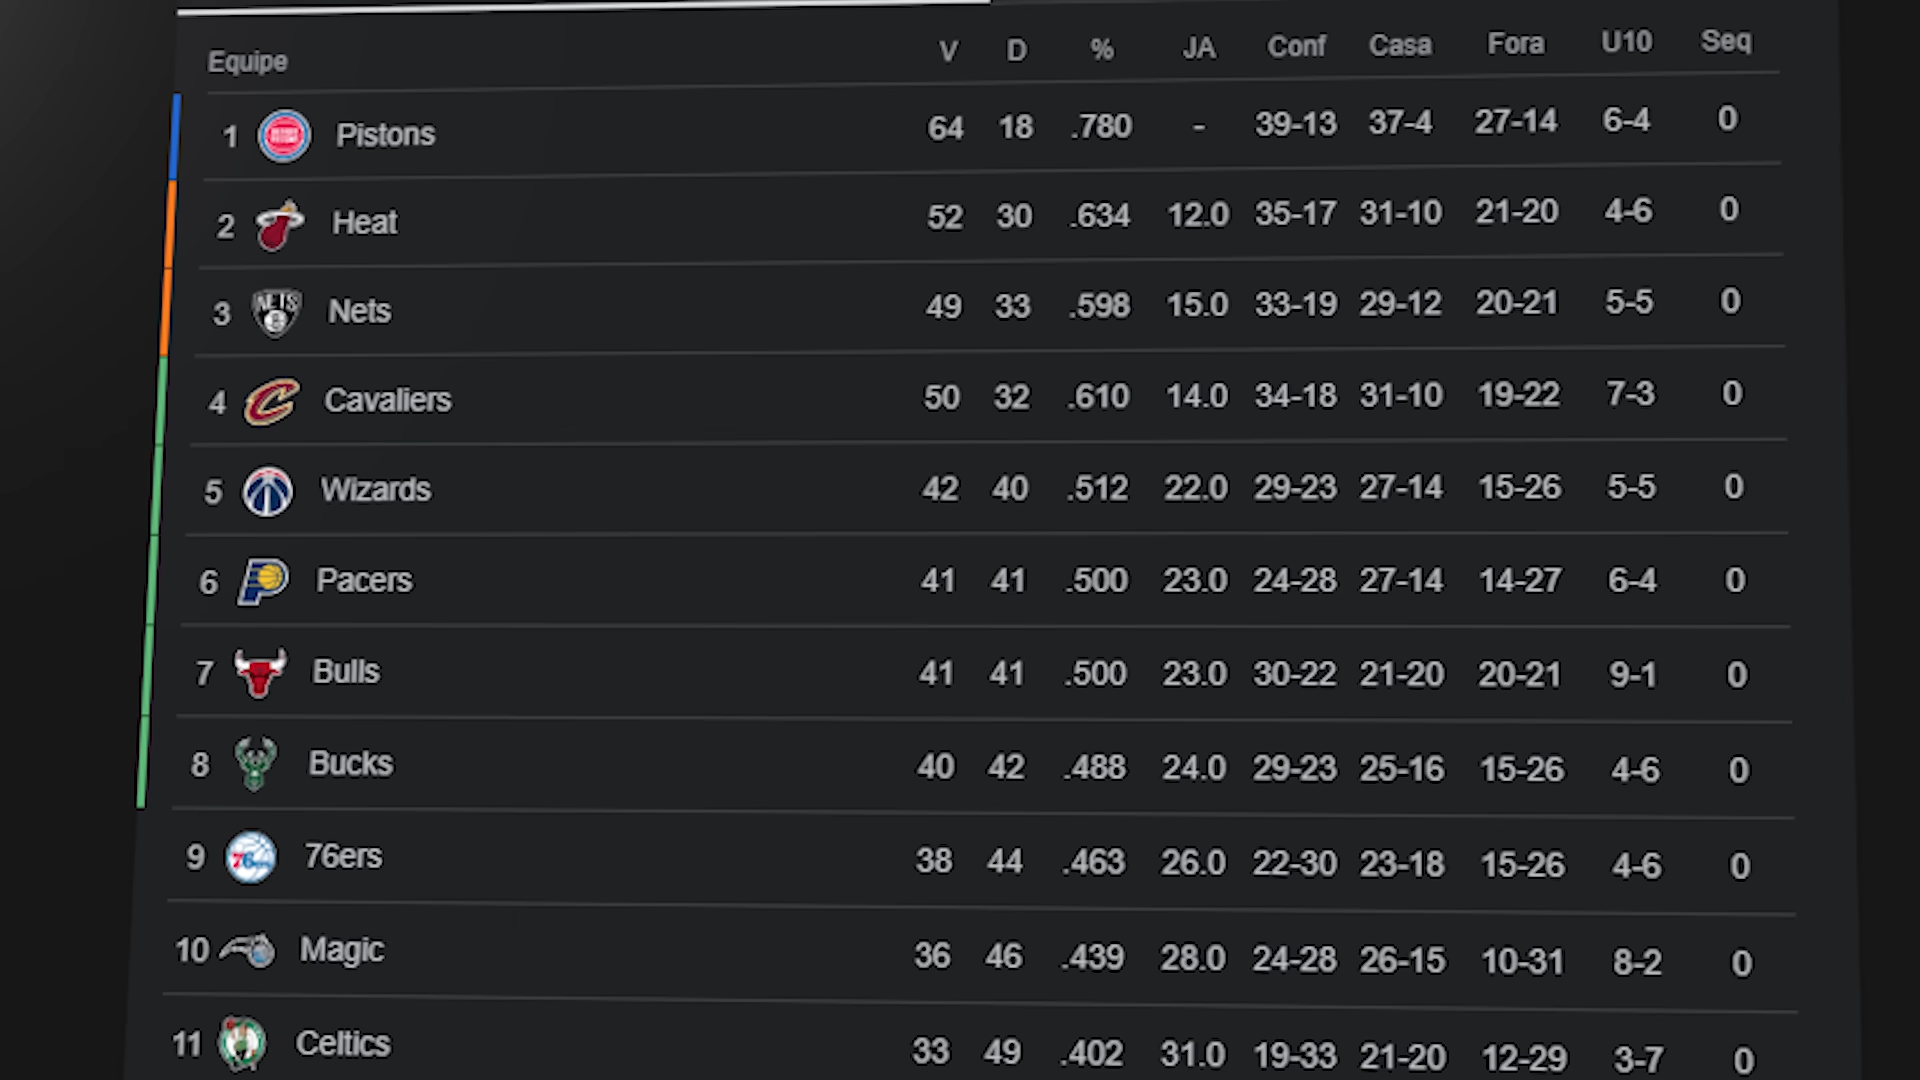 Equipe V D % JA Conf Casa Fora U10 Seq
1 Pistons 64 18 .780 - 39-13 37-4 27-14 6-4 0
2 Heat 52 30 .634 12.0 35-17 31-10 21-20 4-6 0
3 NETS B Nets 49 33 .598 15.0 33-19 29-12 20-21 5-5 0
4 Cavaliers 50 32 .610 14.0 34-18 31-10 19-22 7-3 0
5 Wizards 42 40 .512 22.0 29-23 27-14 15-26 5-5 0
6 Pacers 41 41 .500 23.0 24-28 27-14 14-27 6-4 0
7 Bulls 41 41 .500 23.0 30-22 21-20 20-21 9-1 0
8 Bucks 40 42 .488 24.0 29-23 25-16 15-26 4-6 0
9 76ers 76ers 38 44 .463 26.0 22-30 23-18 15-26 4-6 0
10 Magic 36 46 .439 28.0 24-28 26-15 10-31 8-2 0
11 Celtics 33 49 .402 31.0 19-33 21-20 12-29 3-7 0